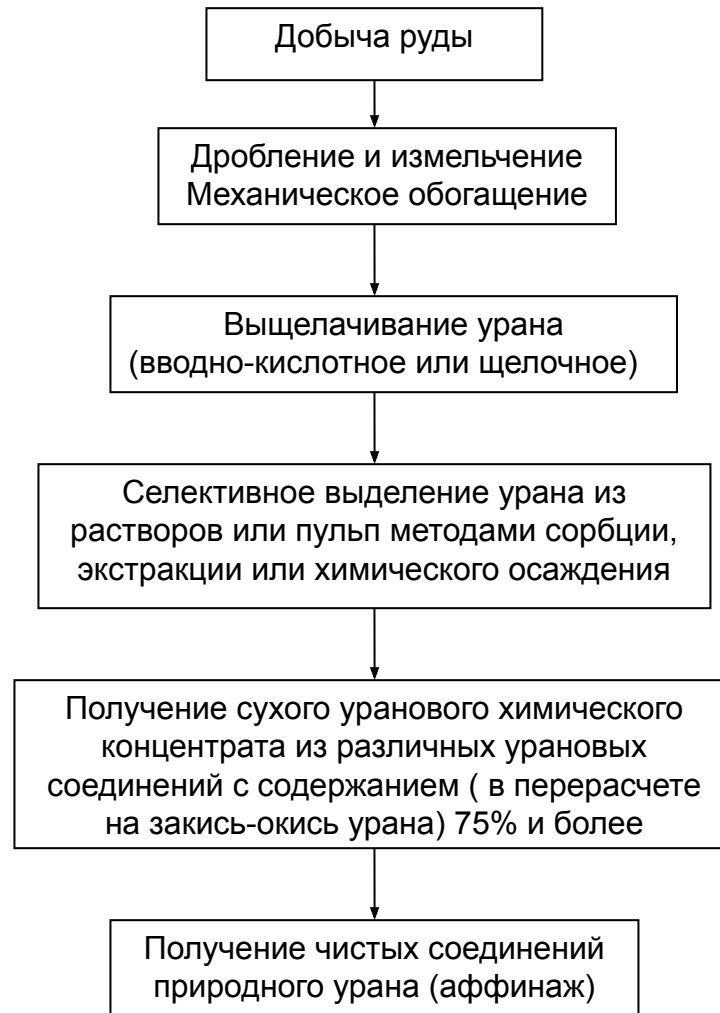 Добыча руды
Дробление и измельчение
Механическое обогащение
Выщелачивание урана
(вводно-кислотное или щелочное)
Селективное выделение урана из
растворов или пульп методами сорбции,
экстракции или химического осаждения
Получение сухого уранового химического
концентрата из различных урановых
соединений с содержанием ( в перерасчете
на закись-окись урана) 75% и более
Получение чистых соединений
природного урана (аффинаж)